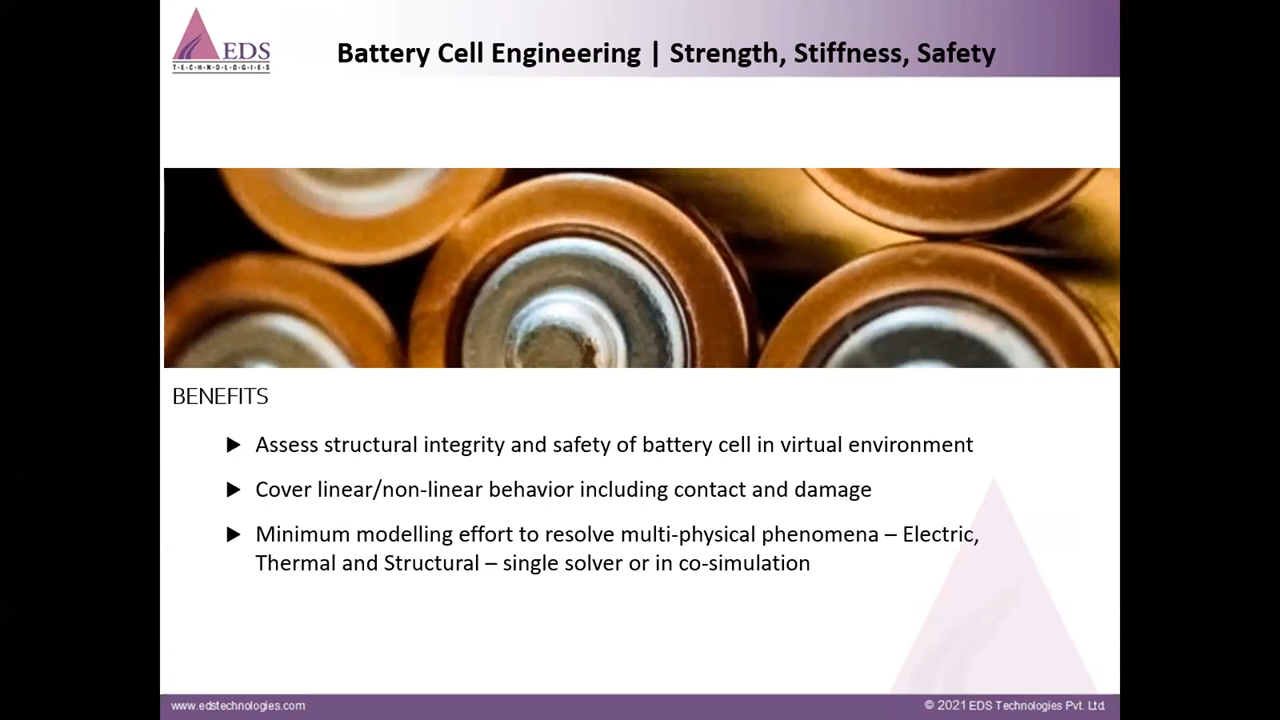 EDS
T·E·C·H·N·O·L·O·G·I·E·S
Battery Cell Engineering | Strength, Stiffness, Safety
BENEFITS
▶ Assess structural integrity and safety of battery cell in virtual environment
▶ Cover linear/non-linear behavior including contact and damage
▶ Minimum modelling effort to resolve multi-physical phenomena – Electric,
Thermal and Structural – single solver or in co-simulation
www.edstechnologies.com
© 2021 EDS Technologies Pvt. Ltd.